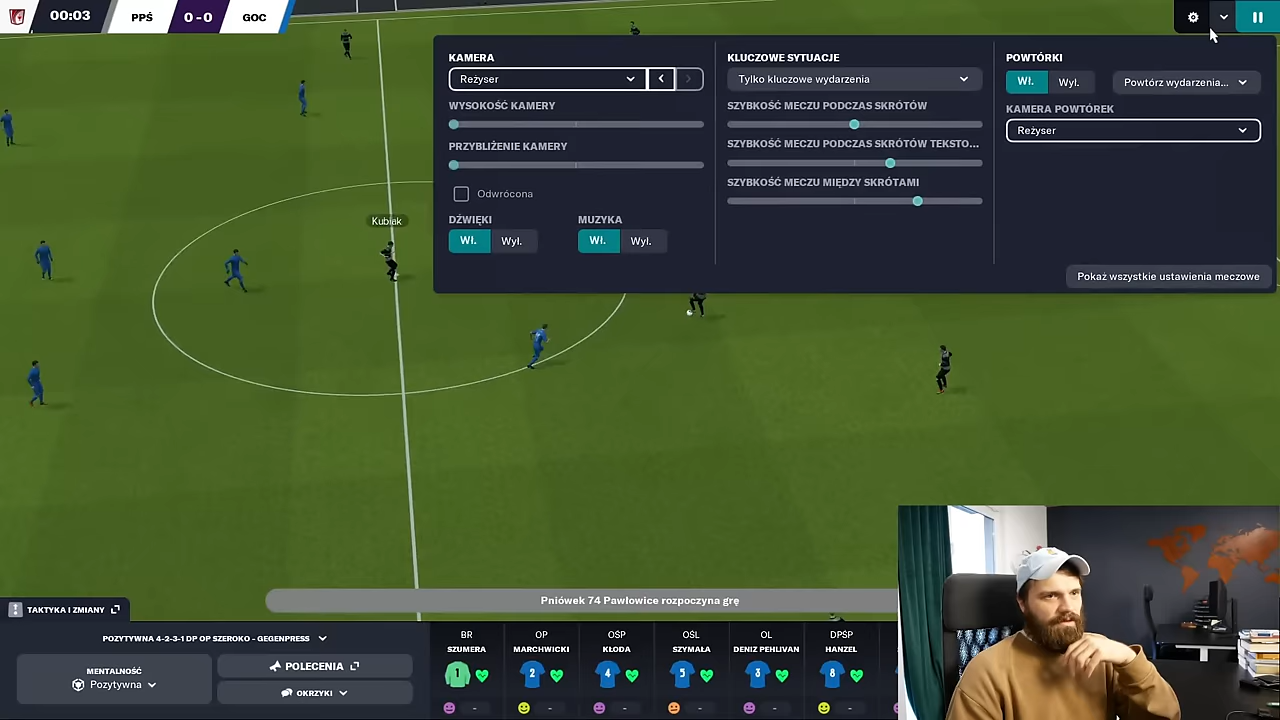 00:03 PPŚ 0-0 GOC
KAMERA
Reżyser
WYSOKOŚĆ KAMERY
PRZYBLIŻENIE KAMERY
Odwrócona
DŹWIĘKI
Wł. Wył.
MUZYKA
Wł. Wył.
KLUCZOWE SYTUACJE
Tylko kluczowe wydarzenia
SZYBKOŚĆ MECZU PODCZAS SKRÓTÓW
SZYBKOŚĆ MECZU PODCZAS SKRÓTÓW TEKSTO...
SZYBKOŚĆ MECZU MIĘDZY SKRÓTAMI
POWTÓRKI
Wł. Wył. Powtórz wydarzenia...
KAMERA POWTÓREK
Reżyser
Pokaż wszystkie ustawienia meczowe
Kubiak
Pniówek 74 Pawłowice rozpoczyna grę
TAKTYKA I ZMIANY
POZYTYWNA 4-2-3-1 DP OP SZEROKO - GEGENPRESS
MENTALNOŚĆ
Pozytywna
POLECENIA
OKRZYKI
BR OP OŚP OŚL OL DPŚP
SZUMERA MARCHWICKI KŁODA SZYMAŁA DENIZ PEHLIVAN HANZEL
1 2 4 5 3 8
- - - - - -